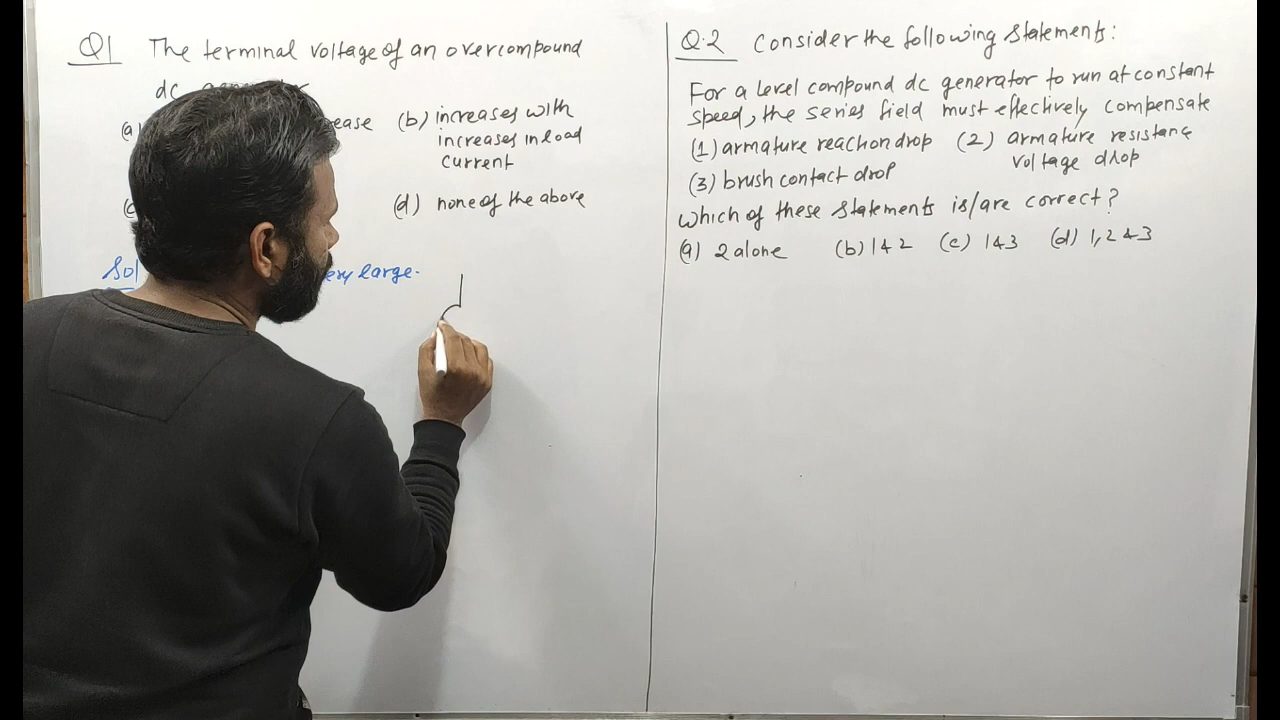 Q1 The terminal voltage of an overcompound
dc generator
(a) ease (b) increases with
increases in load
current
(d) none of the above
Sol very large.
Q.2 Consider the following statements:
For a level compound dc generator to run at constant
speed, the series field must effectively compensate
(1) armature reaction drop (2) armature resistance
voltage drop
(3) brush contact drop
which of these statements is/are correct?
(a) 2 alone (b) 1 & 2 (c) 1 & 3 (d) 1, 2 & 3